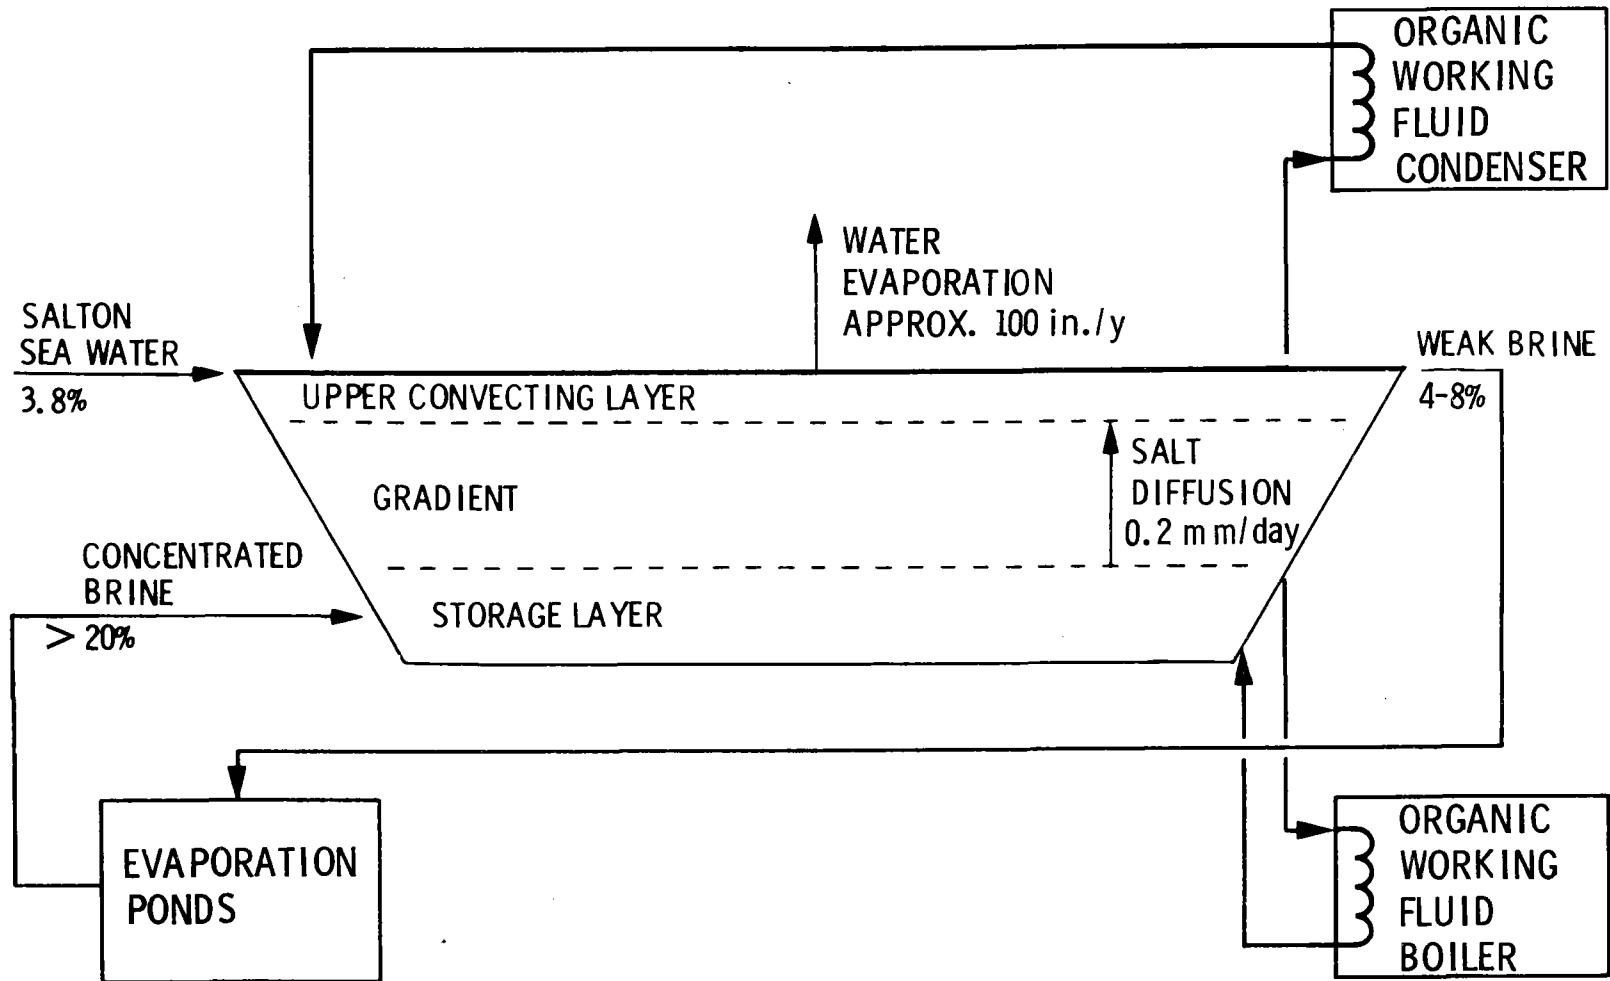 ORGANIC
WORKING
FLUID
CONDENSER
WATER
EVAPORATION
APPROX. 100 in./y
SALTON
SEA WATER
3.8%
WEAK BRINE
4-8%
UPPER CONVECTING LAYER
SALT
DIFFUSION
0.2 mm/day
GRADIENT
CONCENTRATED
BRINE
> 20%
STORAGE LAYER
EVAPORATION
PONDS
ORGANIC
WORKING
FLUID
BOILER